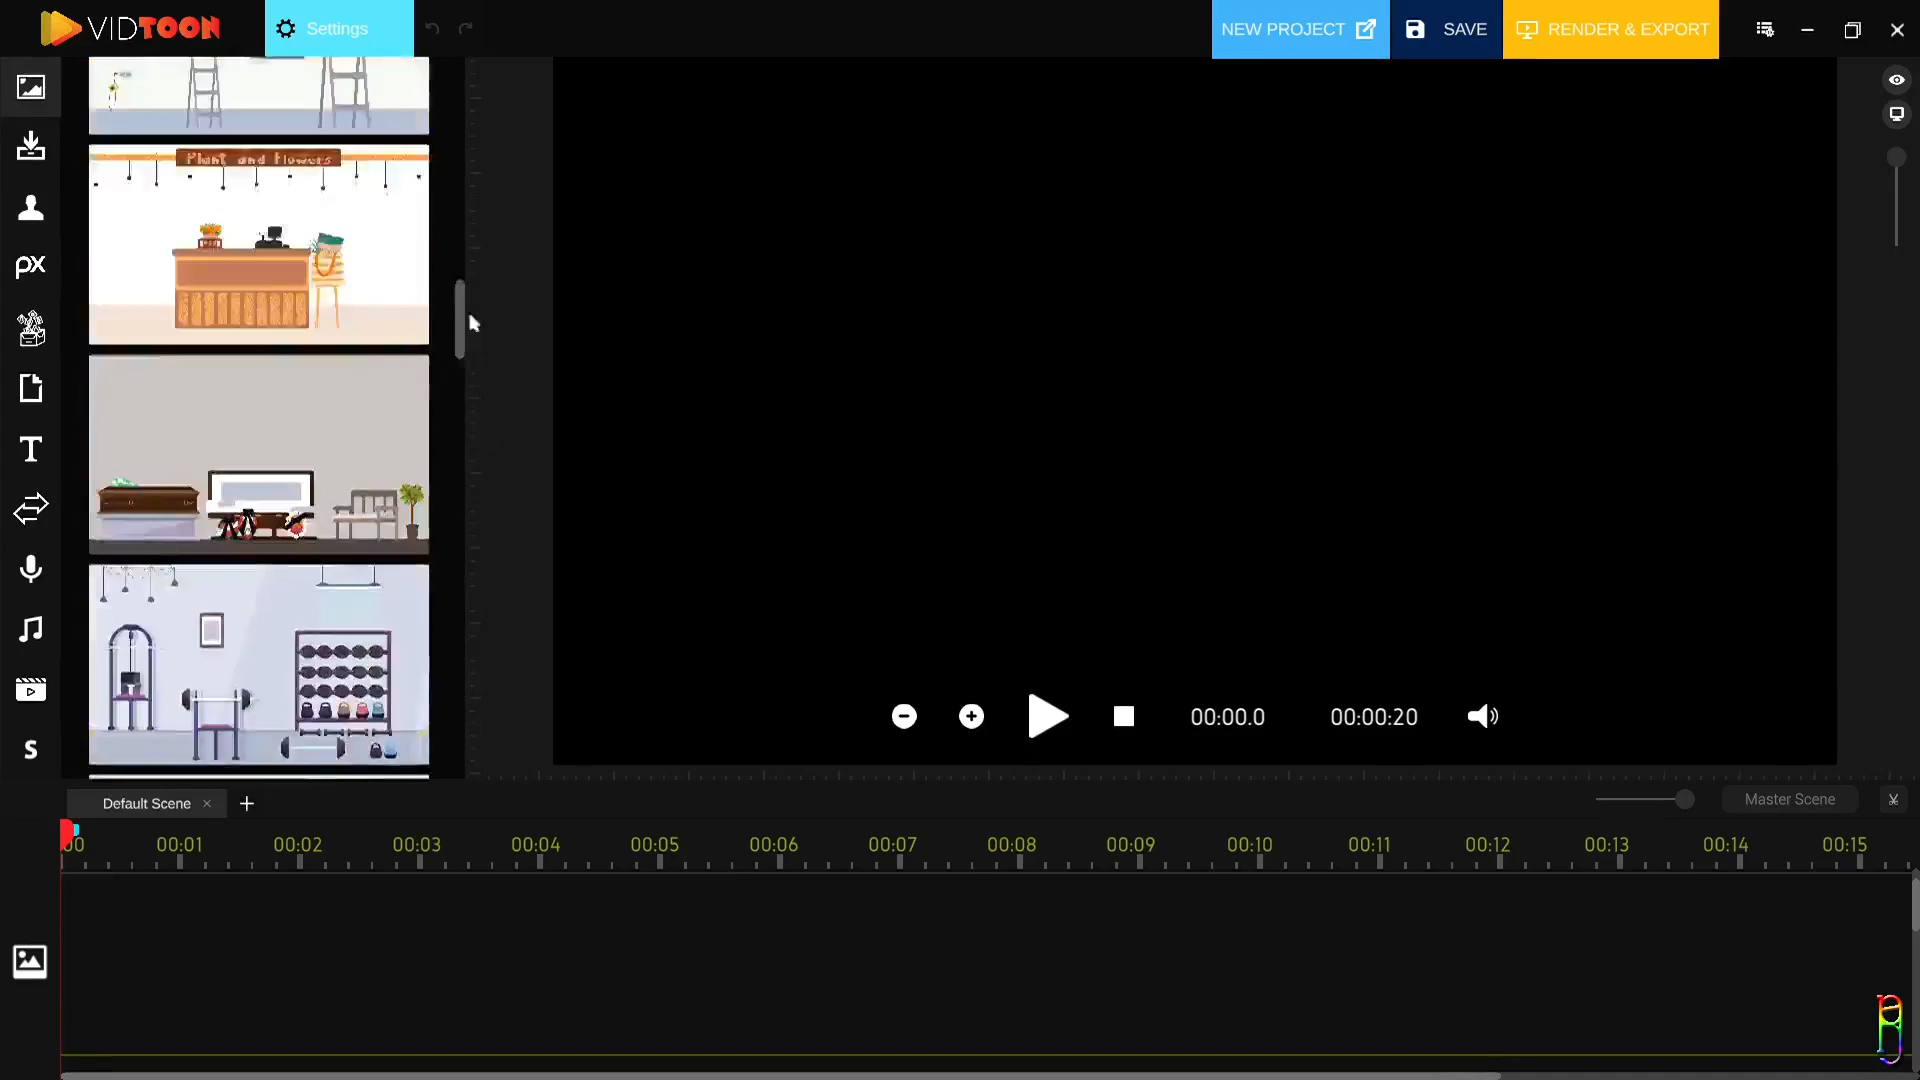 VIDTOON
Settings
NEW PROJECT
SAVE
RENDER & EXPORT
Plant and Flowers
px
T
S
00:00.0
00:00:20
Default Scene
Master Scene
00
00:01
00:02
00:03
00:04
00:05
00:06
00:07
00:08
00:09
00:10
00:11
00:12
00:13
00:14
00:15